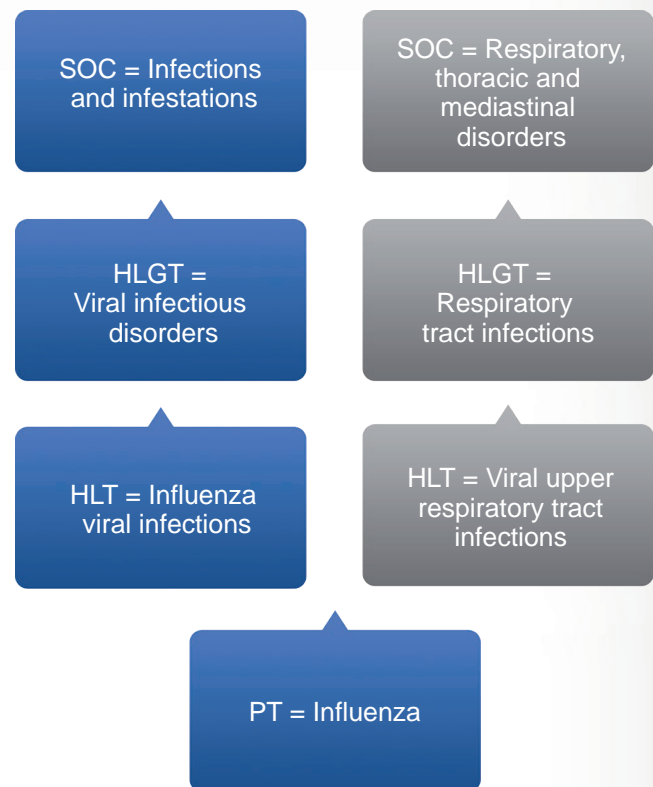 SOC = Infections
and infestations
SOC = Respiratory,
thoracic and
mediastinal
disorders
HLGT =
Viral infectious
disorders
HLGT =
Respiratory
tract infections
HLT = Influenza
viral infections
HLT = Viral upper
respiratory tract
infections
PT = Influenza